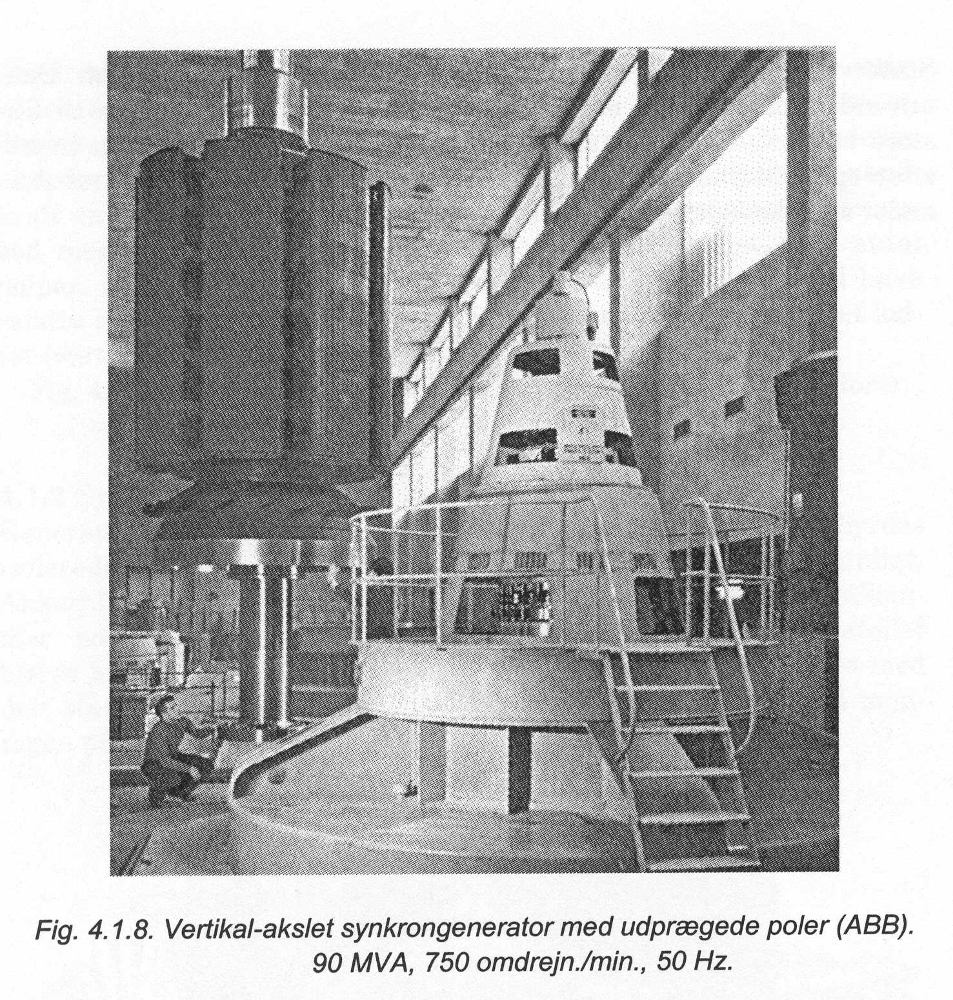 Fig. 4.1.8. Vertikal-akslet synkrongenerator med udprægede poler (ABB).
90 MVA, 750 omdrejn./min., 50 Hz.